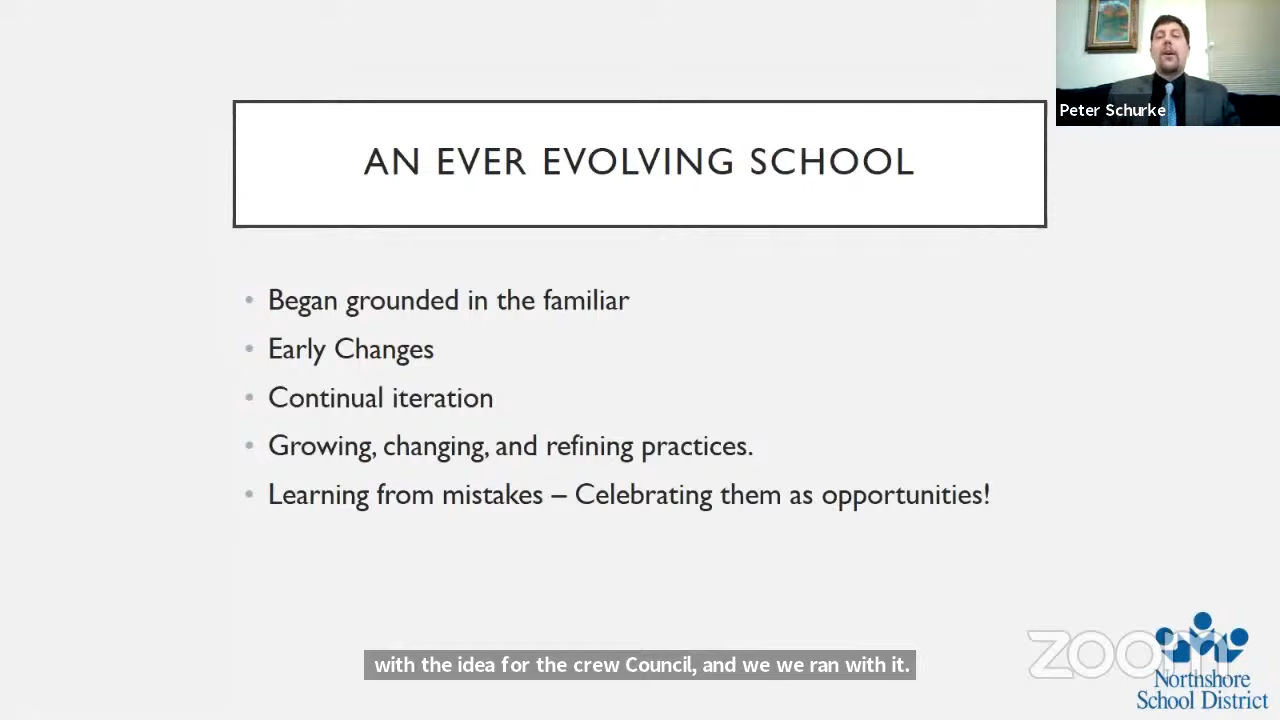 Peter Schurke
AN EVER EVOLVING SCHOOL
• Began grounded in the familiar
• Early Changes
• Continual iteration
• Growing, changing, and refining practices.
• Learning from mistakes – Celebrating them as opportunities!
with the idea for the crew Council, and we we ran with it.
zoom
Northshore
School District